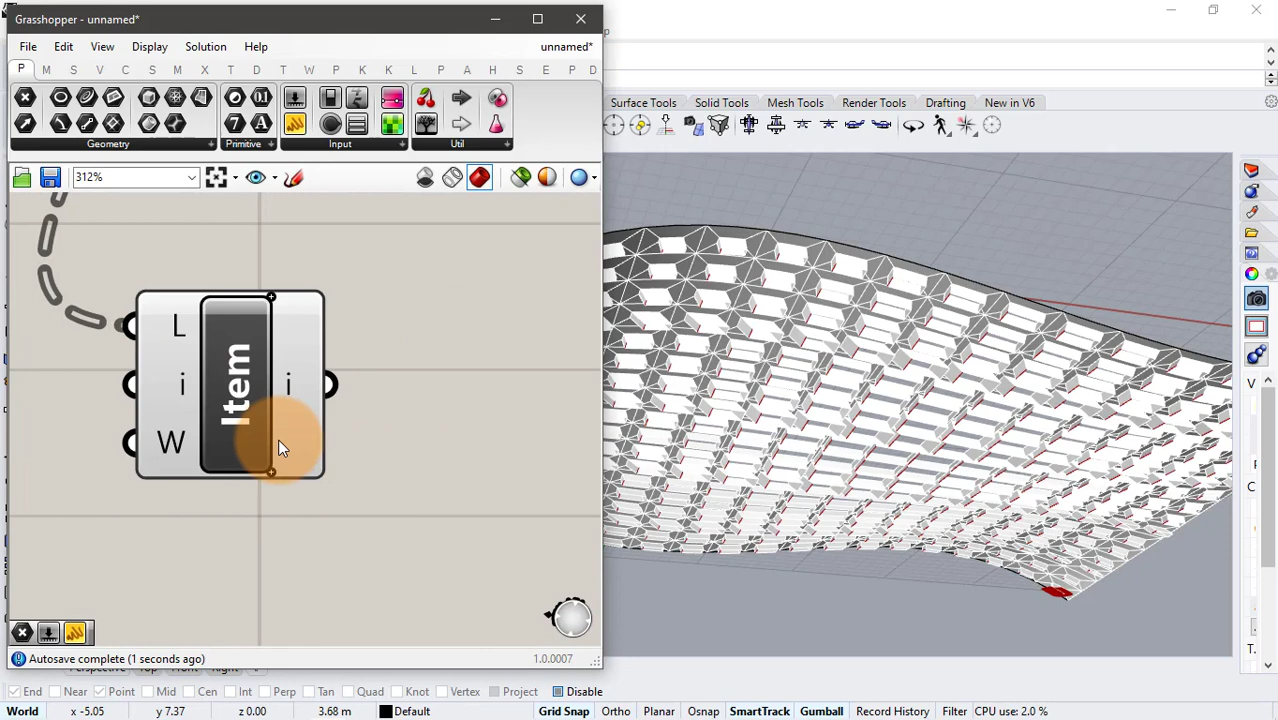 Grasshopper - unnamed*
File Edit View Display Solution Help unnamed*
P M S V C S M X T D T W P K K L P A H S E P D
Surface Tools Solid Tools Mesh Tools Render Tools Drafting New in V6
Geometry Primitive Input Util
312%
L
i
W
Item
i
V
P
C
T.
Autosave complete (1 seconds ago) 1.0.0007
End Near Point Mid Cen Int Perp Tan Quad Knot Vertex Project Disable
World x -5.05 y 7.37 z 0.00 3.68 m Default Grid Snap Ortho Planar Osnap SmartTrack Gumball Record History Filter CPU use: 2.0 %